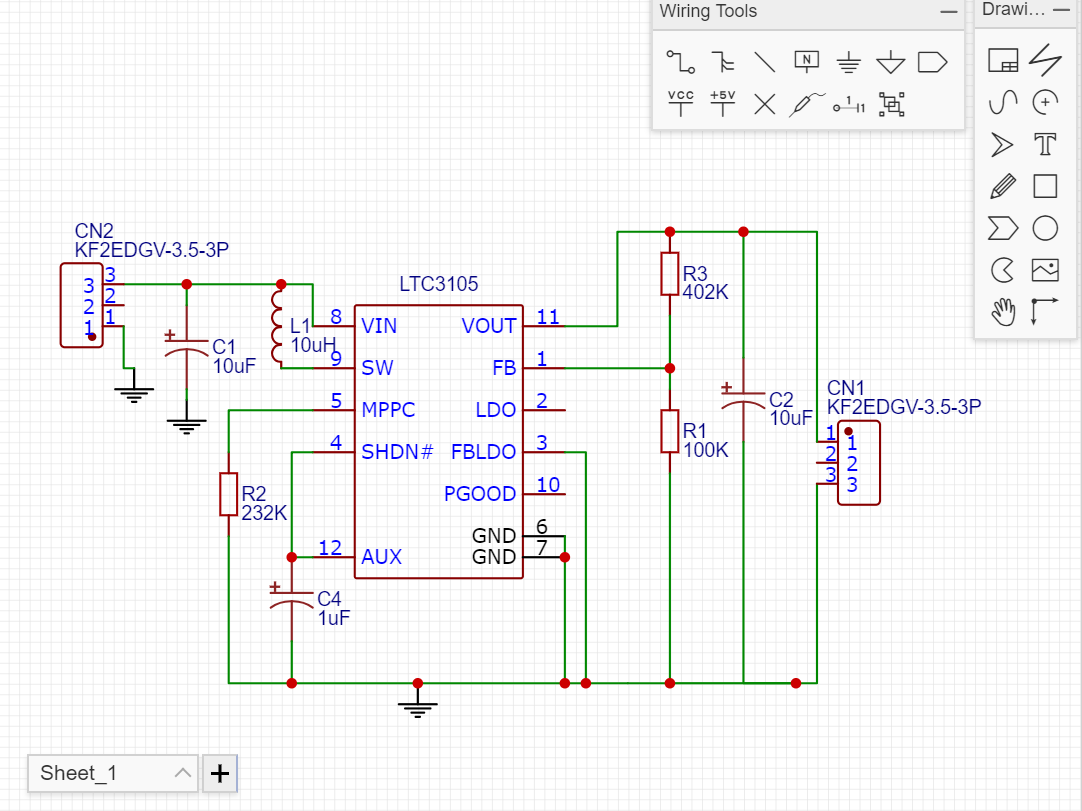 Wiring Tools
Drawi...
N
VCC
+5V
1
1
T
CN2
KF2EDGV-3.5-3P
3
3
2
2
1
1
LTC3105
L1
10uH
C1
10uF
8
VIN
9
SW
5
MPPC
4
SHDN#
12
AUX
VOUT
11
FB
1
LDO
2
FBLDO
3
PGOOD
10
GND
6
GND
7
R3
402K
R1
100K
C2
10uF
CN1
KF2EDGV-3.5-3P
1
1
2
2
3
3
R2
232K
C4
1uF
Sheet_1